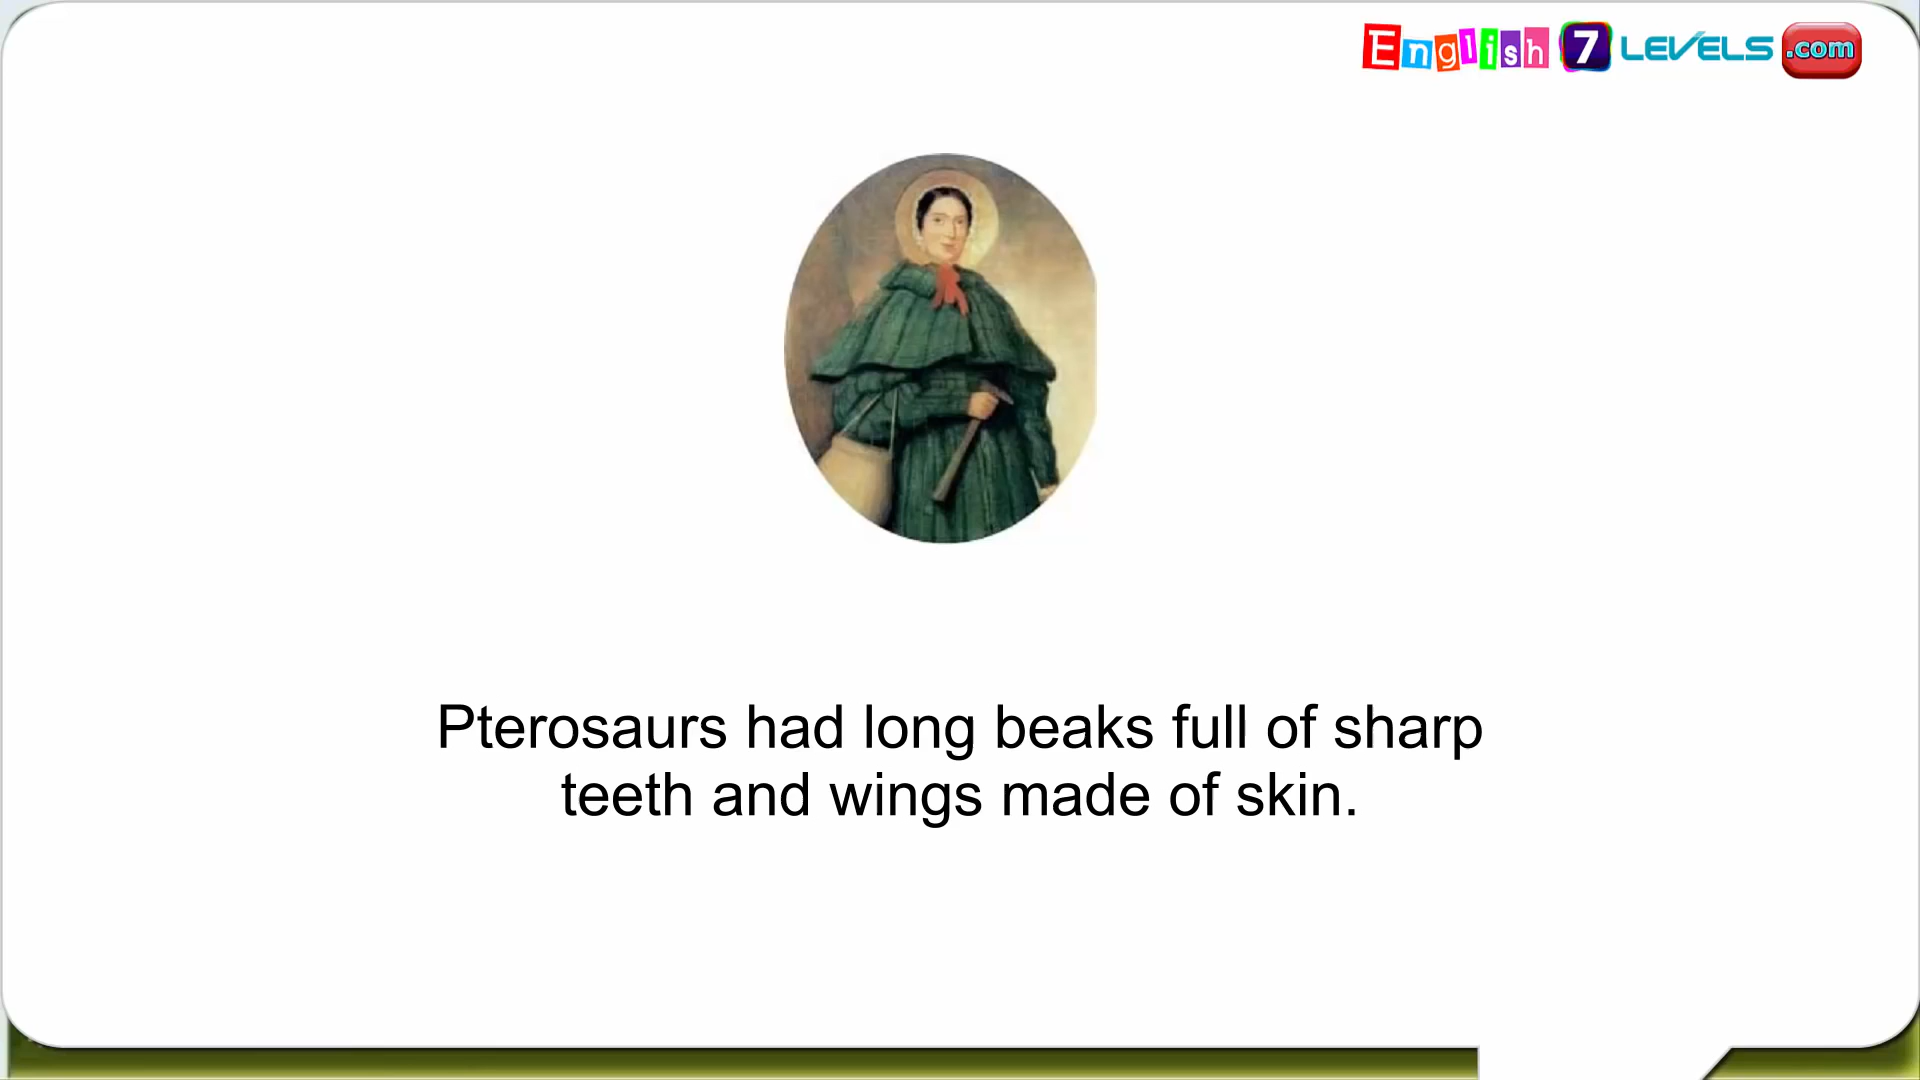 English 7 LEVELS .com
Pterosaurs had long beaks full of sharp
teeth and wings made of skin.